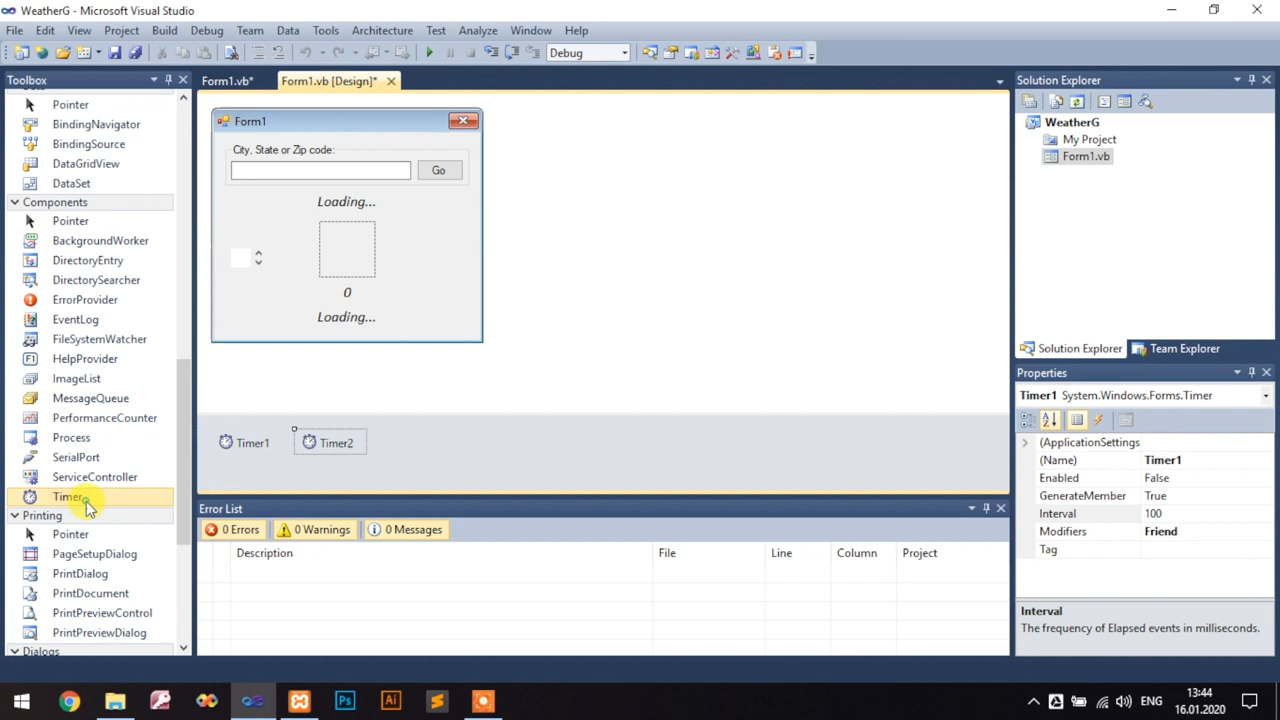 WeatherG - Microsoft Visual Studio
File Edit View Project Build Debug Team Data Tools Architecture Test Analyze Window Help
Debug
Toolbox
Pointer
BindingNavigator
BindingSource
DataGridView
DataSet
Components
Pointer
BackgroundWorker
DirectoryEntry
DirectorySearcher
ErrorProvider
EventLog
FileSystemWatcher
HelpProvider
ImageList
MessageQueue
PerformanceCounter
Process
SerialPort
ServiceController
Timer
Printing
Pointer
PageSetupDialog
PrintDialog
PrintDocument
PrintPreviewControl
PrintPreviewDialog
Dialogs
Form1.vb* Form1.vb [Design]*
Form1
City, State or Zip code:
Go
Loading...
0
Loading...
Timer1 Timer2
Error List
0 Errors 0 Warnings 0 Messages
Description File Line Column Project
Solution Explorer
WeatherG
My Project
Form1.vb
Solution Explorer Team Explorer
Properties
Timer1 System.Windows.Forms.Timer
(ApplicationSettings
(Name) Timer1
Enabled False
GenerateMember True
Interval 100
Modifiers Friend
Tag
Interval
The frequency of Elapsed events in milliseconds.
Ps Ai
ENG
13:44
16.01.2020